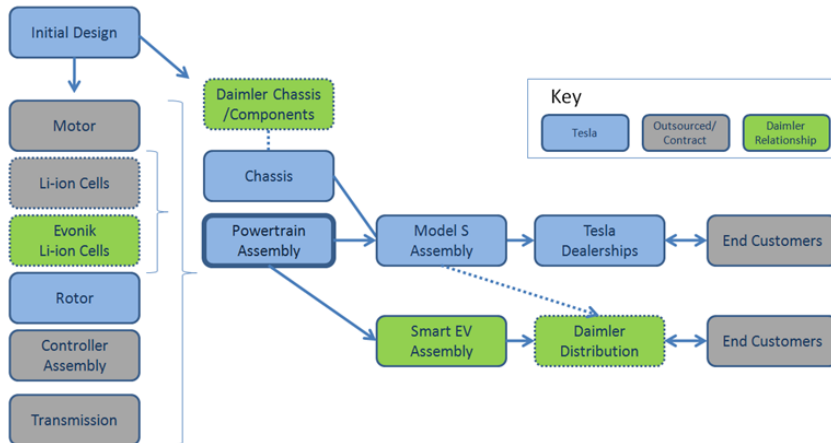 Initial Design
Daimler Chassis
/Components
Key
Tesla
Outsourced/
Contract
Daimler
Relationship
Motor
Li-ion Cells
Evonik
Li-ion Cells
Rotor
Controller
Assembly
Transmission
Chassis
Powertrain
Assembly
Model S
Assembly
Tesla
Dealerships
End Customers
Smart EV
Assembly
Daimler
Distribution
End Customers